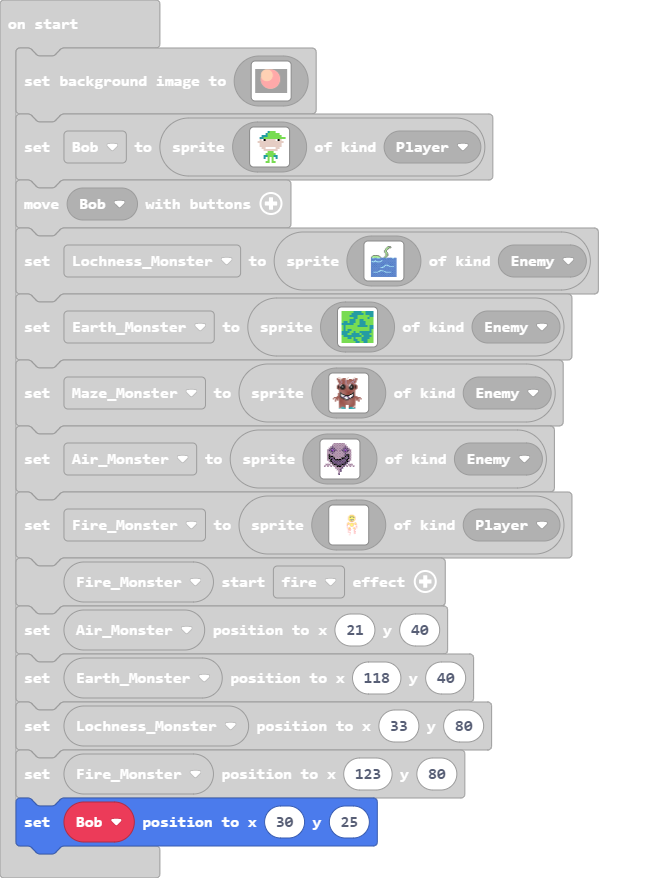 on start
set background image to
set Bob to sprite of kind Player
move Bob with buttons
set Lochness_Monster to sprite of kind Enemy
set Earth_Monster to sprite of kind Enemy
set Maze_Monster to sprite of kind Enemy
set Air_Monster to sprite of kind Enemy
set Fire_Monster to sprite of kind Player
Fire_Monster start fire effect
set Air_Monster position to x 21 y 40
set Earth_Monster position to x 118 y 40
set Lochness_Monster position to x 33 y 80
set Fire_Monster position to x 123 y 80
set Bob position to x 30 y 25